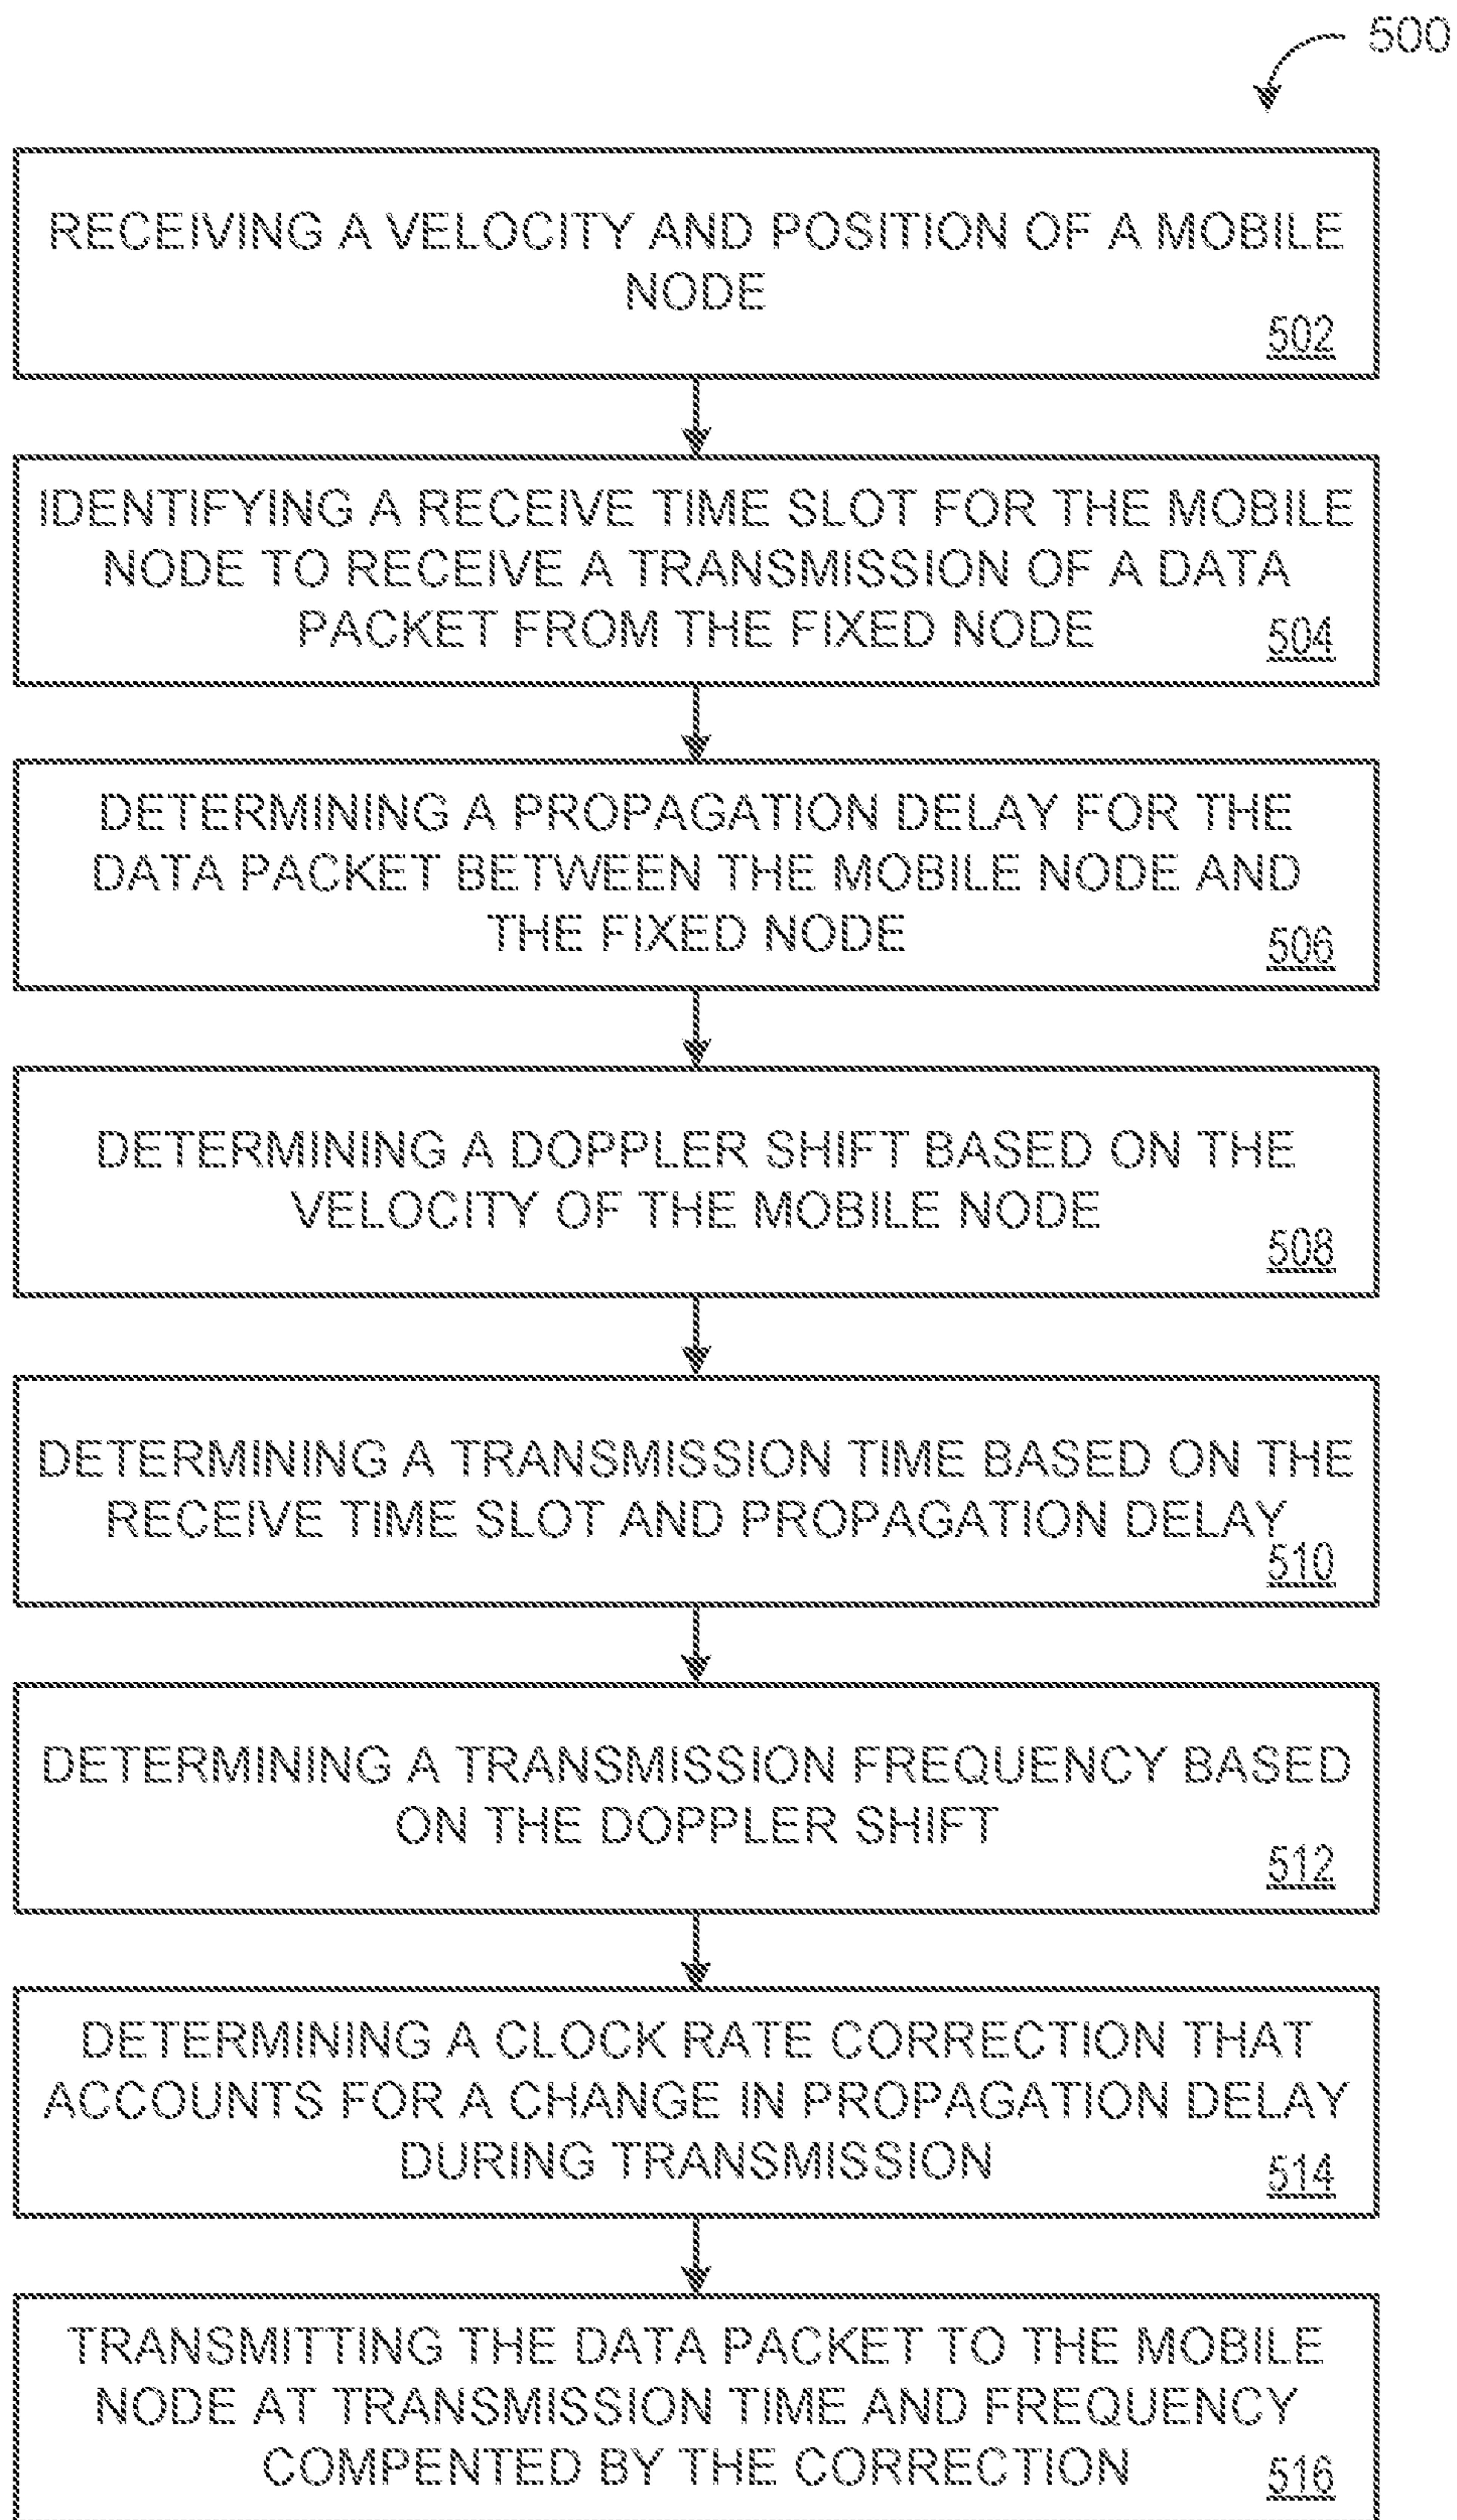 500
RECEIVING A VELOCITY AND POSITION OF A MOBILE
NODE
502
IDENTIFYING A RECEIVE TIME SLOT FOR THE MOBILE
NODE TO RECEIVE A TRANSMISSION OF A DATA
PACKET FROM THE FIXED NODE
504
DETERMINING A PROPAGATION DELAY FOR THE
DATA PACKET BETWEEN THE MOBILE NODE AND
THE FIXED NODE
506
DETERMINING A DOPPLER SHIFT BASED ON THE
VELOCITY OF THE MOBILE NODE
508
DETERMINING A TRANSMISSION TIME BASED ON THE
RECEIVE TIME SLOT AND PROPAGATION DELAY
510
DETERMINING A TRANSMISSION FREQUENCY BASED
ON THE DOPPLER SHIFT
512
DETERMINING A CLOCK RATE CORRECTION THAT
ACCOUNTS FOR A CHANGE IN PROPAGATION DELAY
DURING TRANSMISSION
514
TRANSMITTING THE DATA PACKET TO THE MOBILE
NODE AT TRANSMISSION TIME AND FREQUENCY
COMPENTED BY THE CORRECTION
516